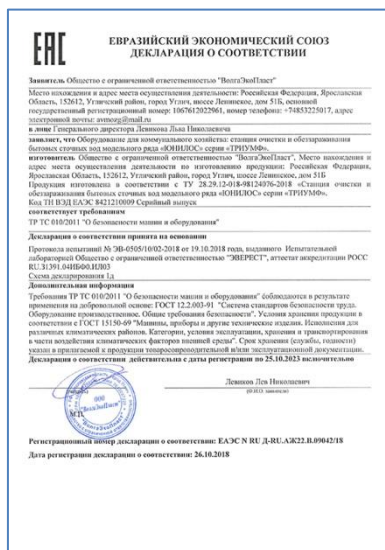 ЕАС
ЕВРАЗИЙСКИЙ ЭКОНОМИЧЕСКИЙ СОЮЗ
ДЕКЛАРАЦИЯ О СООТВЕТСТВИИ
Заявитель Общество с ограниченной ответственностью "ВолгаЭкоПласт"
Место нахождения и адрес места осуществления деятельности: Российская Федерация, Ярославская
Область, 152612, Угличский район, город Углич, шоссе Ленинское, дом 51Б, основной
государственный регистрационный номер: 1067612022961, номер телефона: +74853225017, адрес
электронной почты: avmorg@mail.ru
в лице Генерального директора Левикова Льва Николаевича
заявляет, что Оборудование для коммунального хозяйства: станция очистки и обеззараживания
бытовых сточных вод модельного ряда «ЮНИЛОС» серии «ТРИУМФ».
изготовитель Общество с ограниченной ответственностью "ВолгаЭкоПласт", Место нахождения и
адрес места осуществления деятельности по изготовлению продукции: Российская Федерация,
Ярославская Область, 152612, Угличский район, город Углич, шоссе Ленинское, дом 51Б
Продукция изготовлена в соответствии с ТУ 28.29.12-018-98124076-2018 «Станция очистки и
обеззараживания бытовых сточных вод модельного ряда «ЮНИЛОС» серии «ТРИУМФ».
Код ТН ВЭД ЕАЭС 8421210009 Серийный выпуск
соответствует требованиям
ТР ТС 010/2011 "О безопасности машин и оборудования"
Декларация о соответствии принята на основании
Протокола испытаний № ЭВ-0505/10/02-2018 от 19.10.2018 года, выданного Испытательной
лабораторией Общество с ограниченной ответственностью "ЭВЕРЕСТ", аттестат аккредитации РОСС
RU.31391.04ИБФ0.ИЛ03
Схема декларирования 1д
Дополнительная информация
Требования ТР ТС 010/2011 "О безопасности машин и оборудования" соблюдаются в результате
применения на добровольной основе: ГОСТ 12.2.003-91 "Система стандартов безопасности труда.
Оборудование производственное. Общие требования безопасности". Условия хранения продукции в
соответствии с ГОСТ 15150-69 "Машины, приборы и другие технические изделия. Исполнения для
различных климатических районов. Категории, условия эксплуатации, хранения и транспортирования
в части воздействия климатических факторов внешней среды". Срок хранения (службы, годности)
указан в прилагаемой к продукции товаросопроводительной и/или эксплуатационной документации.
Декларация о соответствии действительна с даты регистрации по 25.10.2023 включительно
Левиков Лев Николаевич
(Ф.И.О. заявителя)
М.П.
ООО
"ВолгаЭкоПласт"
Регистрационный номер декларации о соответствии: ЕАЭС N RU Д-RU.АЖ22.В.09042/18
Дата регистрации декларации о соответствии: 26.10.2018